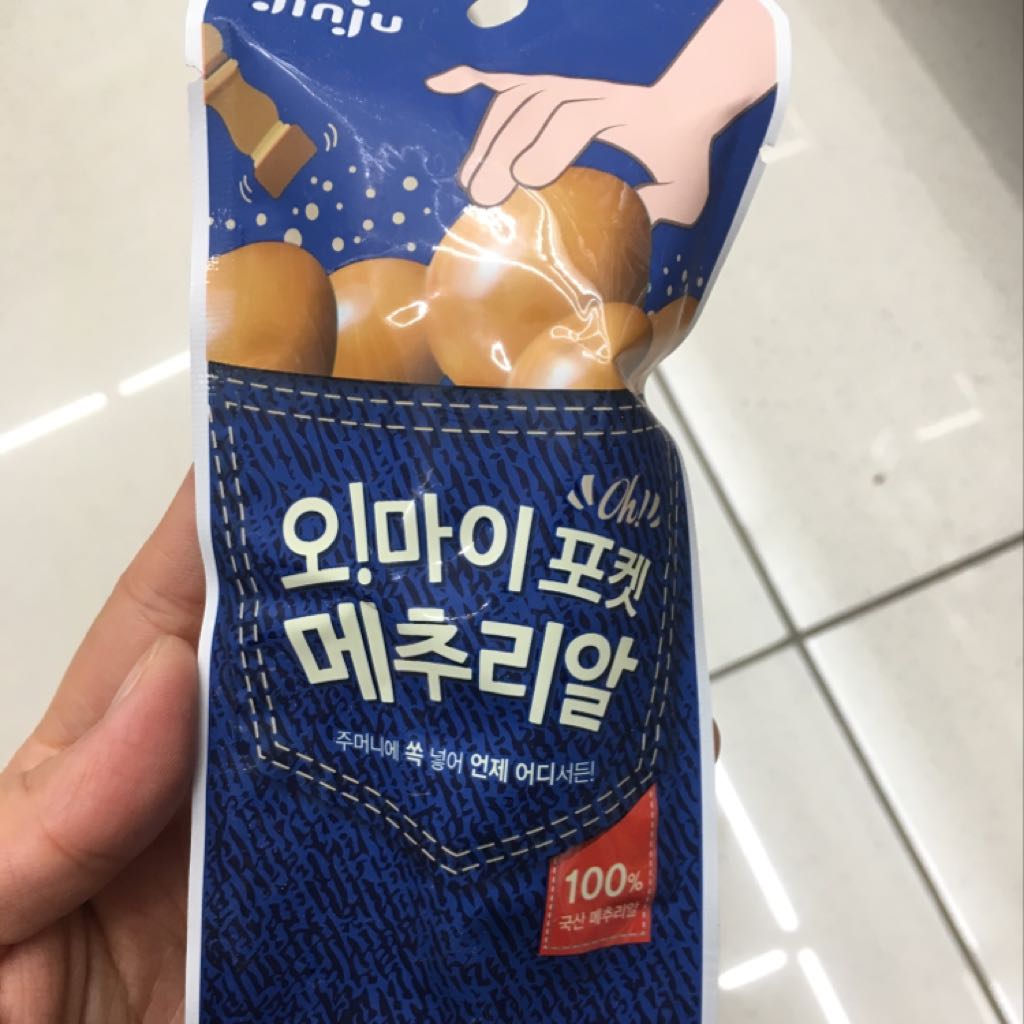 jinju
Oh!
오!마이 포켓
메추리알
주머니에 쏙 넣어 언제 어디서든!
100%
국산 메추리알